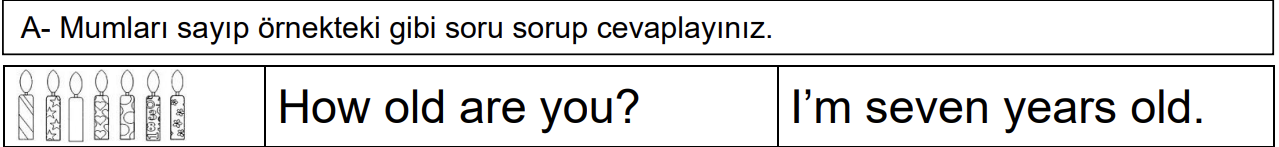 A- Mumları sayıp örnekteki gibi soru sorup cevaplayınız.
How old are you? I’m seven years old.